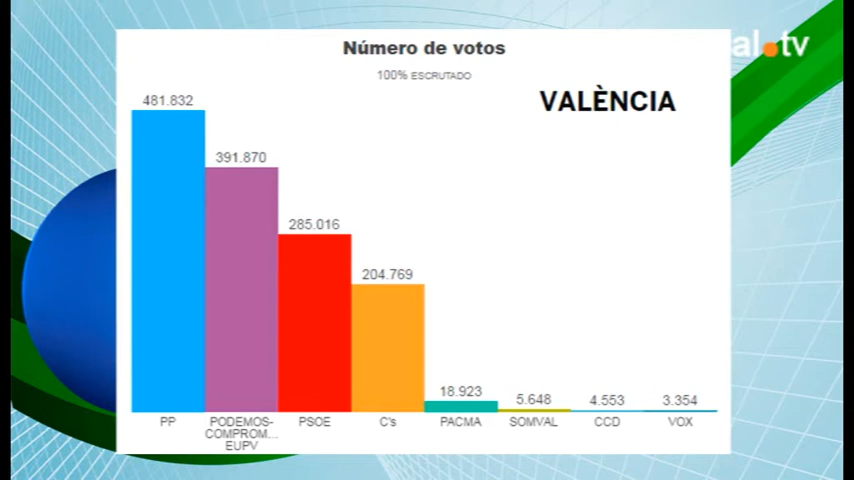 Número de votos
al.tv
100% ESCRUTADO
VALÈNCIA
481.832
391.870
285.016
204.769
18.923
5.648
4.553
3.354
PP
PODEMOS-
COMPROM...
EUPV
PSOE
C's
PACMA
SOMVAL
CCD
VOX